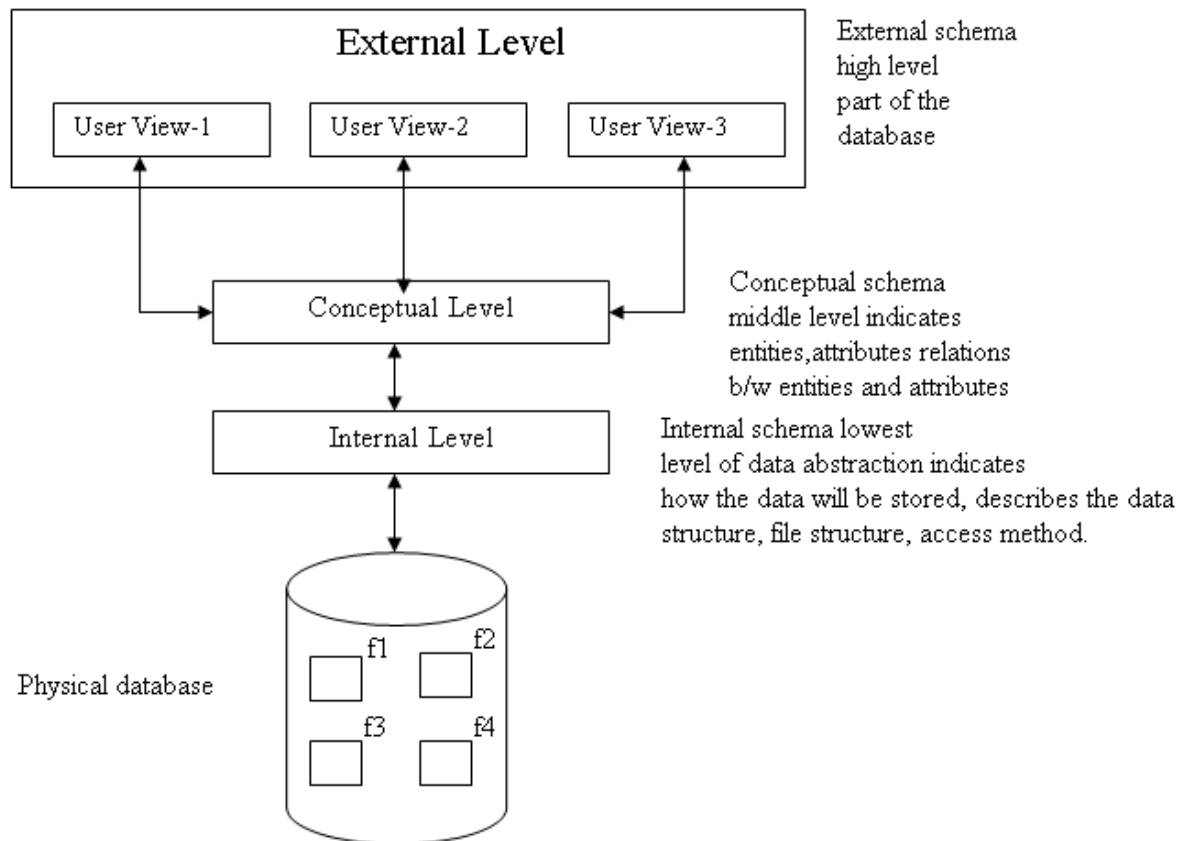 External Level
User View-1
User View-2
User View-3
External schema
high level
part of the
database
Conceptual Level
Conceptual schema
middle level indicates
entities,attributes relations
b/w entities and attributes
Internal Level
Internal schema lowest
level of data abstraction indicates
how the data will be stored, describes the data
structure, file structure, access method.
Physical database
f1
f2
f3
f4